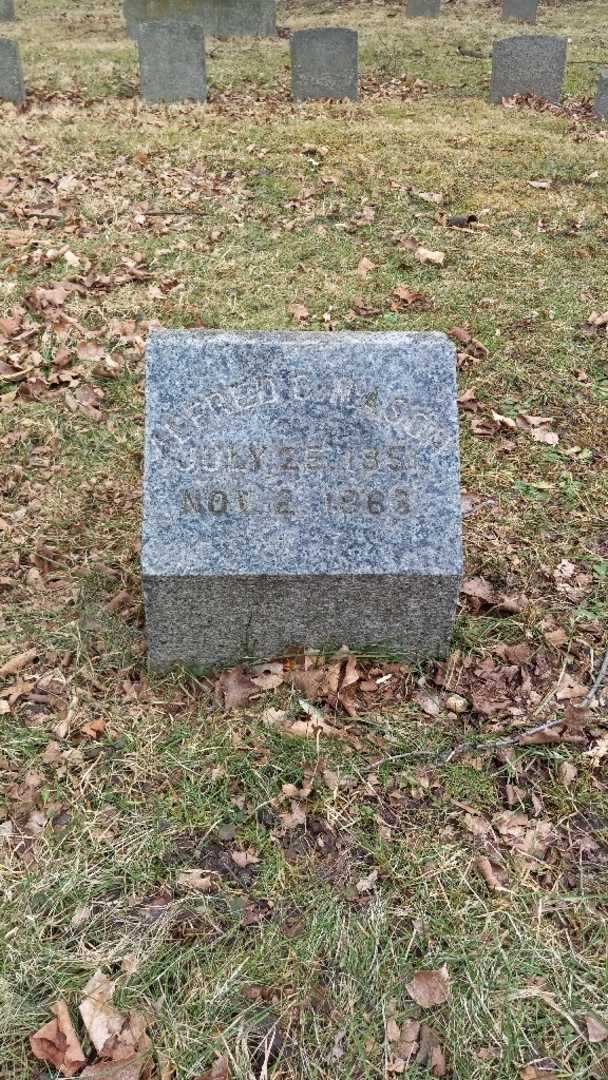 ALFRED C. MASON
JULY 25, 1851
NOV. 2, 1863